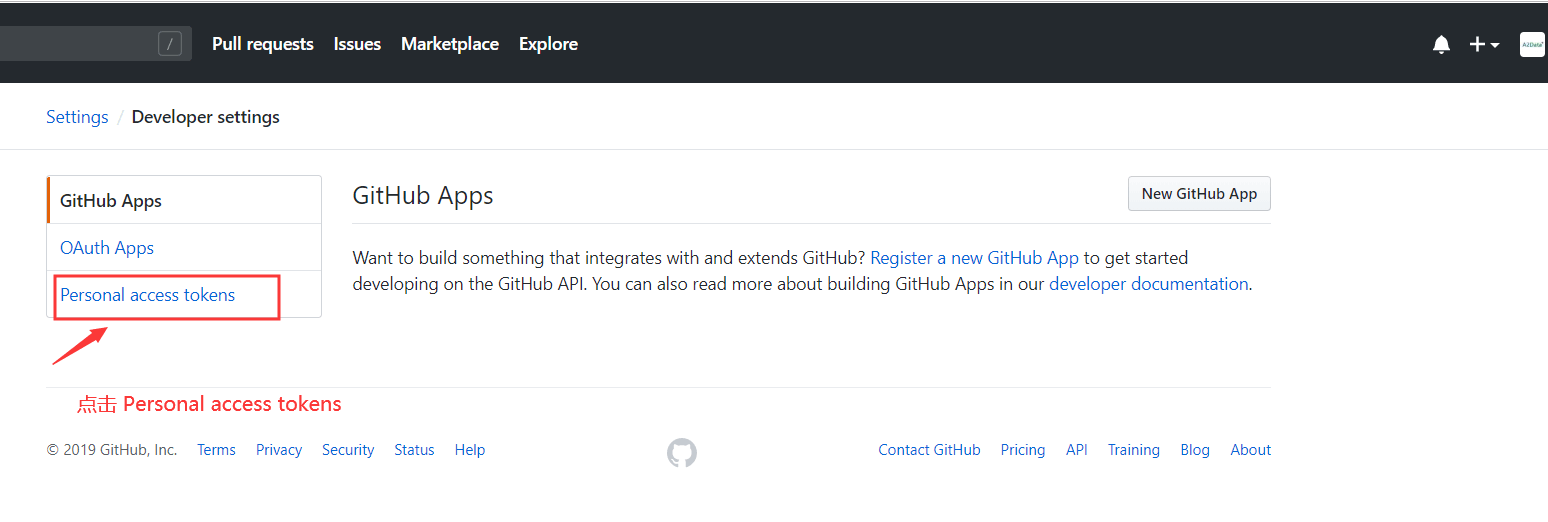 / Pull requests Issues Marketplace Explore
A2Data
Settings / Developer settings
GitHub Apps
OAuth Apps
Personal access tokens
GitHub Apps
New GitHub App
Want to build something that integrates with and extends GitHub? Register a new GitHub App to get started
developing on the GitHub API. You can also read more about building GitHub Apps in our developer documentation.
点击 Personal access tokens
© 2019 GitHub, Inc. Terms Privacy Security Status Help
Contact GitHub Pricing API Training Blog About